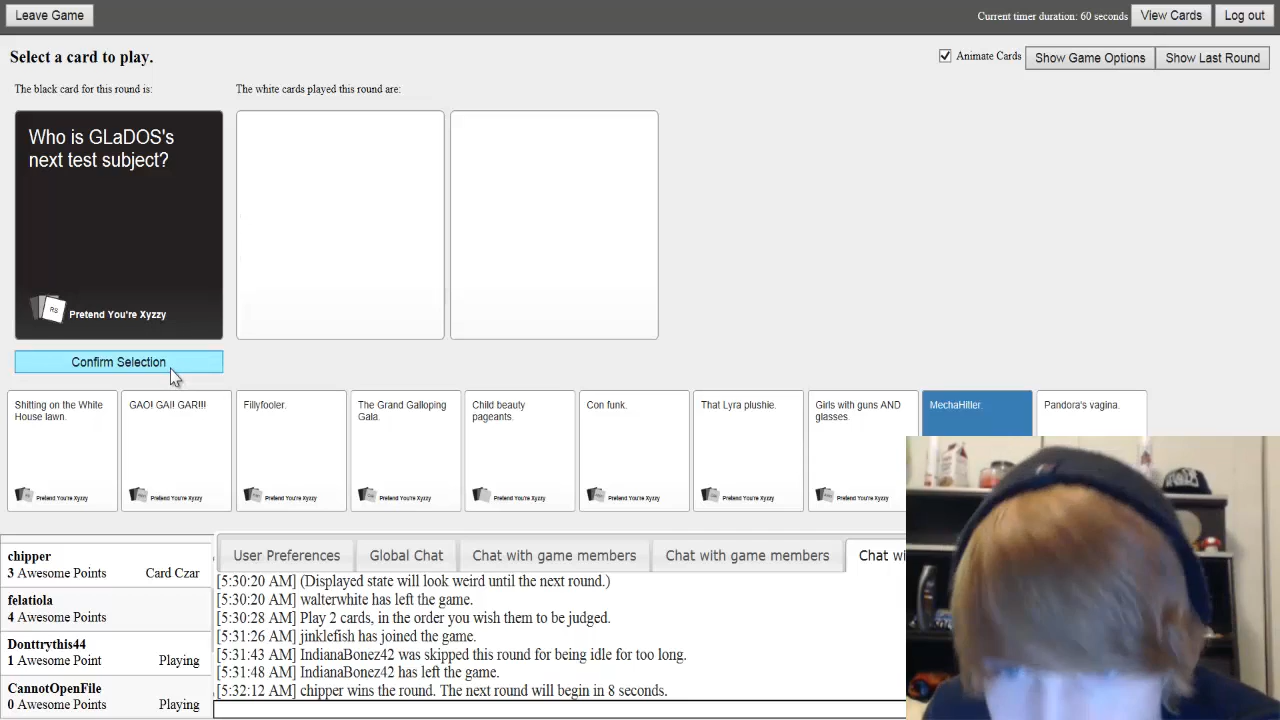 Leave Game
Current timer duration: 60 seconds
View Cards
Log out
Select a card to play.
Animate Cards
Show Game Options
Show Last Round
The black card for this round is:
The white cards played this round are:
Who is GLaDOS's
next test subject?
RS
Pretend You're Xyzzy
Confirm Selection
Shitting on the White
House lawn.
GAO! GAI! GAR!!!
Fillyfooler.
The Grand Galloping
Gala.
Child beauty
pageants.
Con funk.
That Lyra plushie.
Girls with guns AND
glasses.
MechaHitler.
Pandora's vagina.
Pretend You're Xyzzy
Pretend You're Xyzzy
Pretend You're Xyzzy
Pretend You're Xyzzy
Pretend You're Xyzzy
Pretend You're Xyzzy
Pretend You're Xyzzy
Pretend You're Xyzzy
chipper
3 Awesome Points
Card Czar
felatiola
4 Awesome Points
Donttrythis44
1 Awesome Point
Playing
CannotOpenFile
0 Awesome Points
Playing
User Preferences
Global Chat
Chat with game members
Chat with game members
Chat wi
[5:30:20 AM] (Displayed state will look weird until the next round.)
[5:30:20 AM] walterwhite has left the game.
[5:30:28 AM] Play 2 cards, in the order you wish them to be judged.
[5:31:26 AM] jinklefish has joined the game.
[5:31:43 AM] IndianaBonez42 was skipped this round for being idle for too long.
[5:31:48 AM] IndianaBonez42 has left the game.
[5:32:12 AM] chipper wins the round. The next round will begin in 8 seconds.